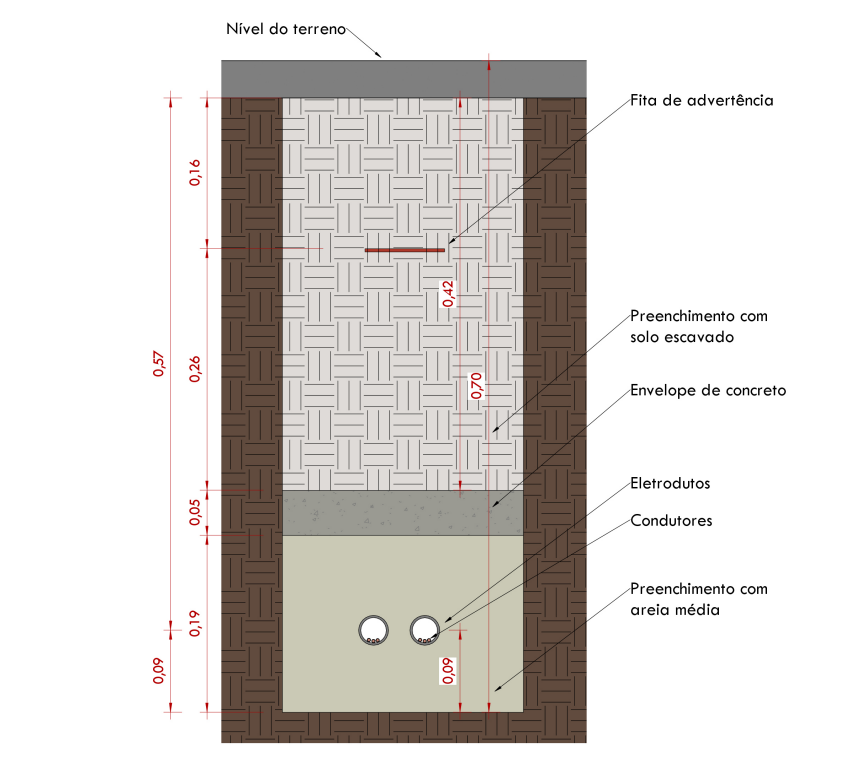 Nível do terreno
Fita de advertência
0,16
0,42
Preenchimento com
solo escavado
0,57
0,26
0,70
Envelope de concreto
Eletrodutos
0,05
Condutores
Preenchimento com
areia média
0,19
0,09
0,09